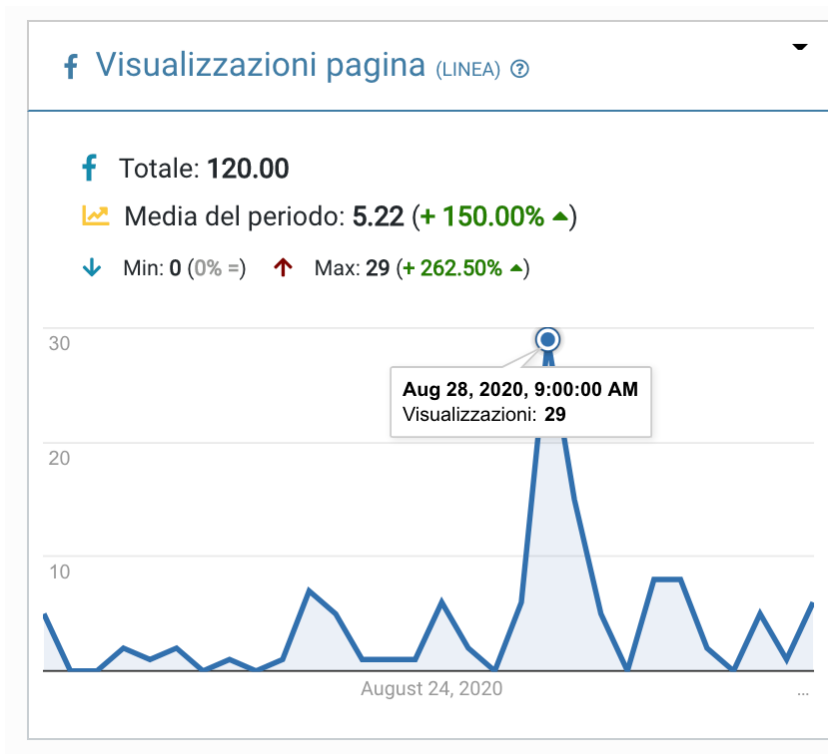 Visualizzazioni pagina (LINEA) ?
Totale: 120.00
Media del periodo: 5.22 (+ 150.00% ▲)
Min: 0 (0% =) Max: 29 (+ 262.50% ▲)
30
Aug 28, 2020, 9:00:00 AM
Visualizzazioni: 29
20
10
August 24, 2020
...